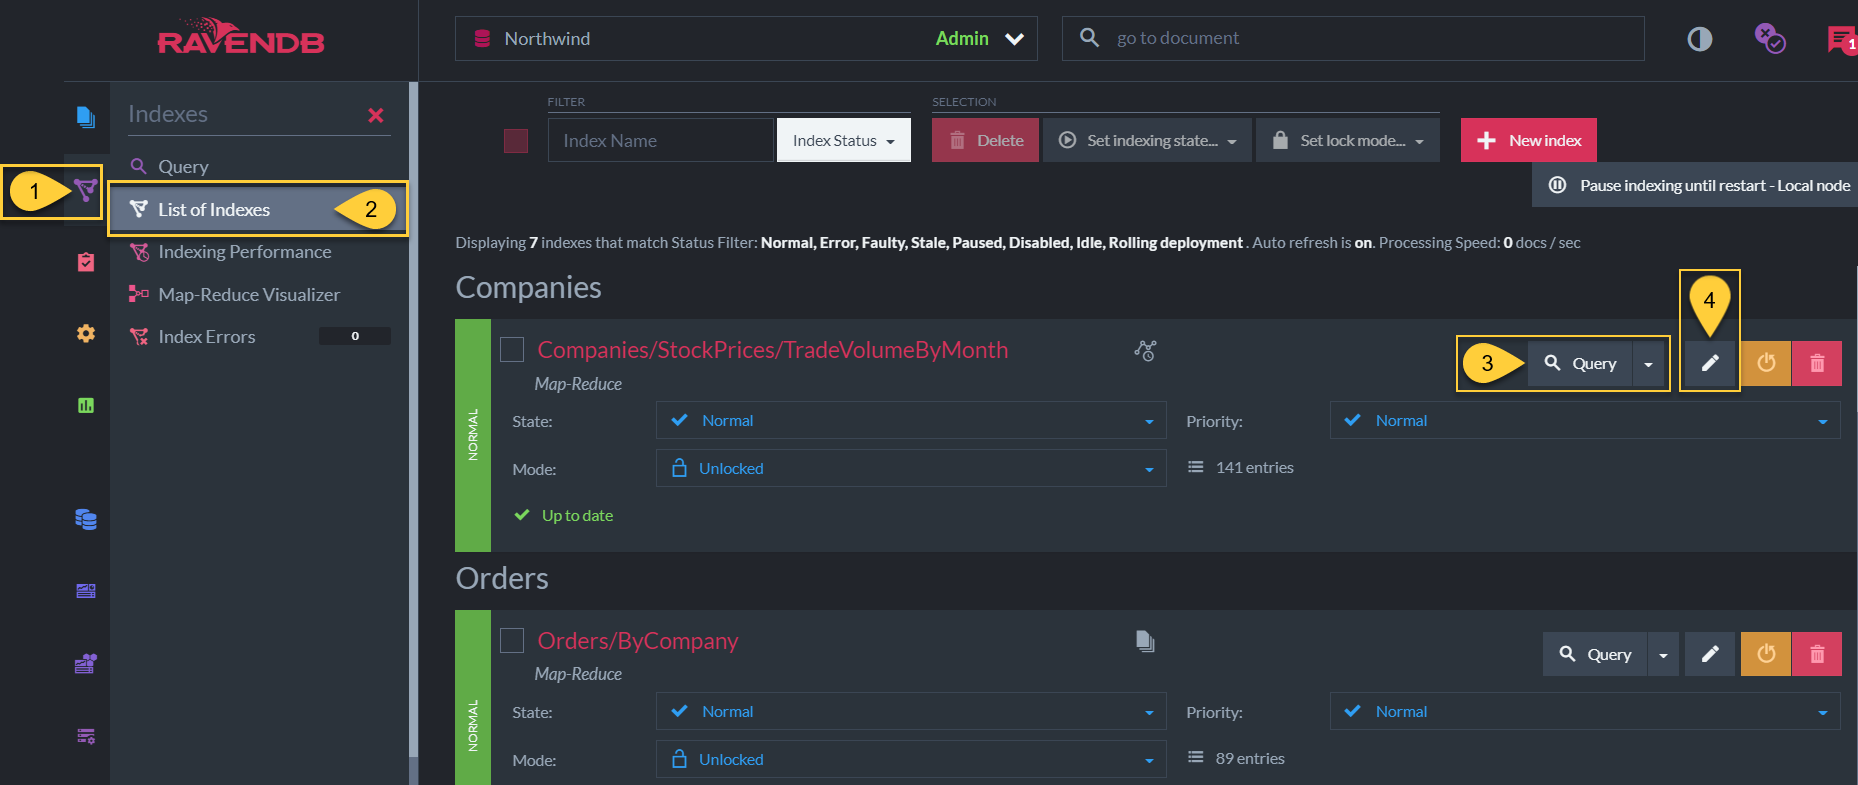 RAVENDB
Northwind Admin
go to document
1
Indexes
Query
List of Indexes
Indexing Performance
Map-Reduce Visualizer
Index Errors 0
1
2
FILTER
Index Name
Index Status
SELECTION
Delete
Set indexing state...
Set lock mode...
New index
Pause indexing until restart - Local node
Displaying 7 indexes that match Status Filter: Normal, Error, Faulty, Stale, Paused, Disabled, Idle, Rolling deployment . Auto refresh is on. Processing Speed: 0 docs / sec
Companies
NORMAL
Companies/StockPrices/TradeVolumeByMonth
Map-Reduce
3
Query
4
State: Normal
Priority: Normal
Mode: Unlocked
141 entries
Up to date
Orders
NORMAL
Orders/ByCompany
Map-Reduce
Query
State: Normal
Priority: Normal
Mode: Unlocked
89 entries